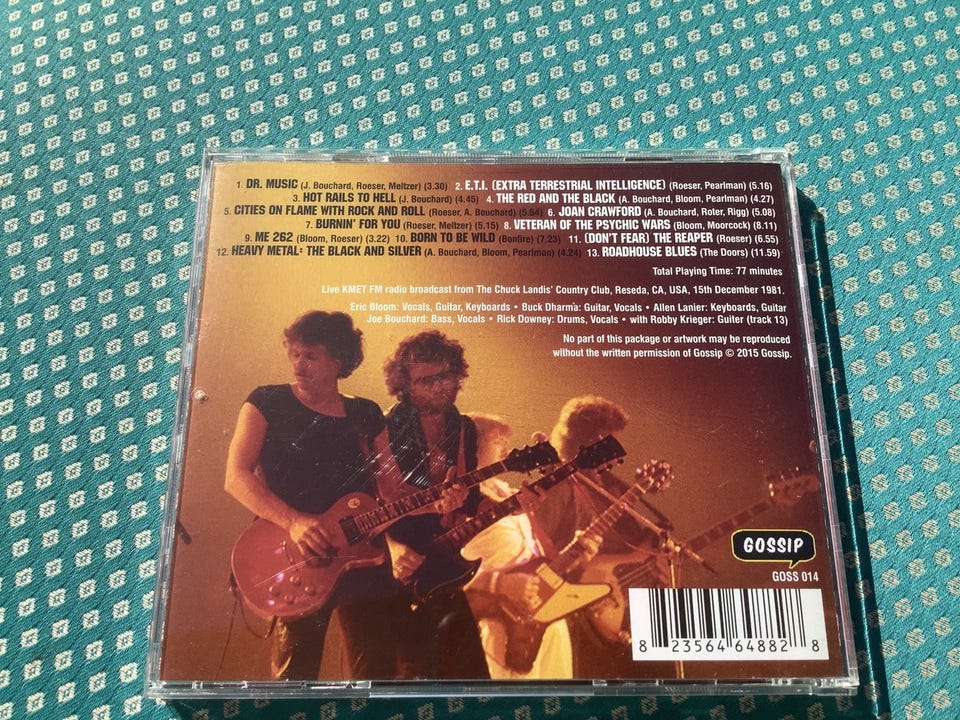 1. DR. MUSIC (J. Bouchard, Roeser, Meltzer) (3.30) 2. E.T.I. (EXTRA TERRESTRIAL INTELLIGENCE) (Roeser, Pearlman) (5.16)
3. HOT RAILS TO HELL (J. Bouchard) (4.45) 4. THE RED AND THE BLACK (A. Bouchard, Bloom, Pearlman) (4.27)
5. CITIES ON FLAME WITH ROCK AND ROLL (Roeser, A. Bouchard) (5.54) 6. JOAN CRAWFORD (A. Bouchard, Roter, Rigg) (5.08)
7. BURNIN' FOR YOU (Roeser, Meltzer) (5.15) 8. VETERAN OF THE PSYCHIC WARS (Bloom, Moorcock) (8.11)
9. ME 262 (Bloom, Roeser) (3.22) 10. BORN TO BE WILD (Bonfire) (7.23) 11. (DON'T FEAR) THE REAPER (Roeser) (6.55)
12. HEAVY METAL: THE BLACK AND SILVER (A. Bouchard, Bloom, Pearlman) (4.24) 13. ROADHOUSE BLUES (The Doors) (11.59)
Total Playing Time: 77 minutes
Live KMET FM radio broadcast from The Chuck Landis' Country Club, Reseda, CA, USA, 15th December 1981.
Eric Bloom: Vocals, Guitar, Keyboards • Buck Dharma: Guitar, Vocals • Allen Lanier: Keyboards, Guitar
Joe Bouchard: Bass, Vocals • Rick Downey: Drums, Vocals • with Robby Krieger: Guiter (track 13)
No part of this package or artwork may be reproduced
without the written permission of Gossip © 2015 Gossip.
GOSSIP
GOSS 014
8 23564 64882 8